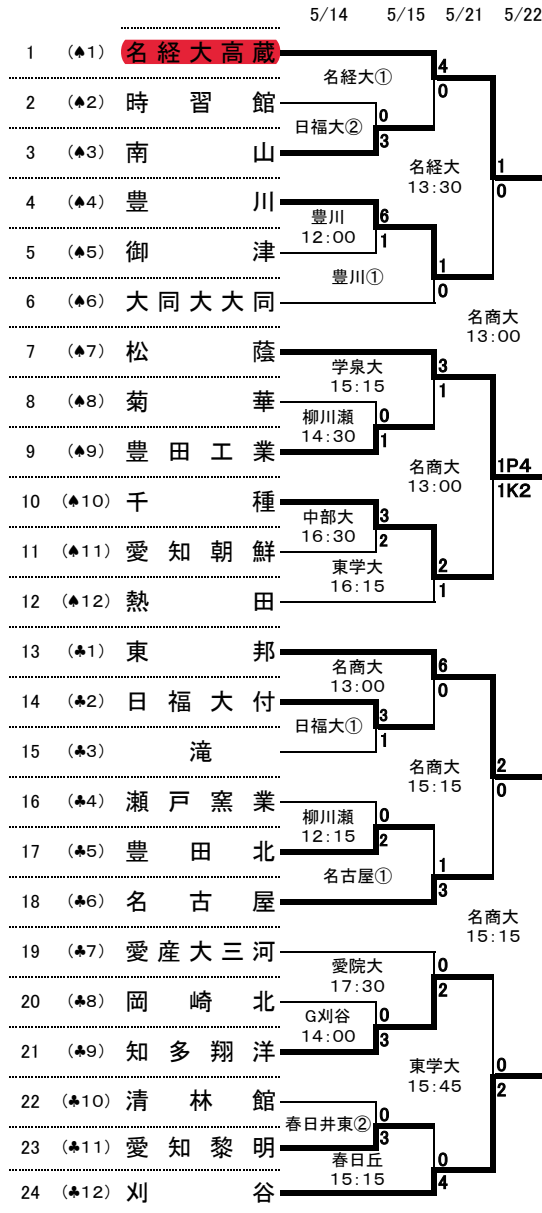 5/14 5/15 5/21 5/22
1 (♠1) 名経大高蔵
名経大①
4
0
2 (♠2) 時習館
日福大②
0
3
3 (♠3) 南山
名経大
13:30
1
0
4 (♠4) 豊川
豊川
12:00
6
1
5 (♠5) 御津
豊川①
1
0
6 (♠6) 大同大大同
名商大
13:00
7 (♠7) 松蔭
学泉大
15:15
3
1
8 (♠8) 菊華
柳川瀬
14:30
0
1
9 (♠9) 豊田工業
名商大
13:00
1P4
1K2
10 (♠10) 千種
中部大
16:30
3
2
11 (♠11) 愛知朝鮮
東学大
16:15
2
1
12 (♠12) 熱田
13 (♣1) 東邦
名商大
13:00
6
0
14 (♣2) 日福大付
日福大①
3
1
15 (♣3) 滝
名商大
15:15
2
0
16 (♣4) 瀬戸窯業
柳川瀬
12:15
0
2
17 (♣5) 豊田北
名古屋①
1
3
18 (♣6) 名古屋
名商大
15:15
19 (♣7) 愛産大三河
愛院大
17:30
0
2
20 (♣8) 岡崎北
G刈谷
14:00
0
3
21 (♣9) 知多翔洋
東学大
15:45
0
2
22 (♣10) 清林館
春日井東②
0
3
23 (♣11) 愛知黎明
春日丘
15:15
0
4
24 (♣12) 刈谷